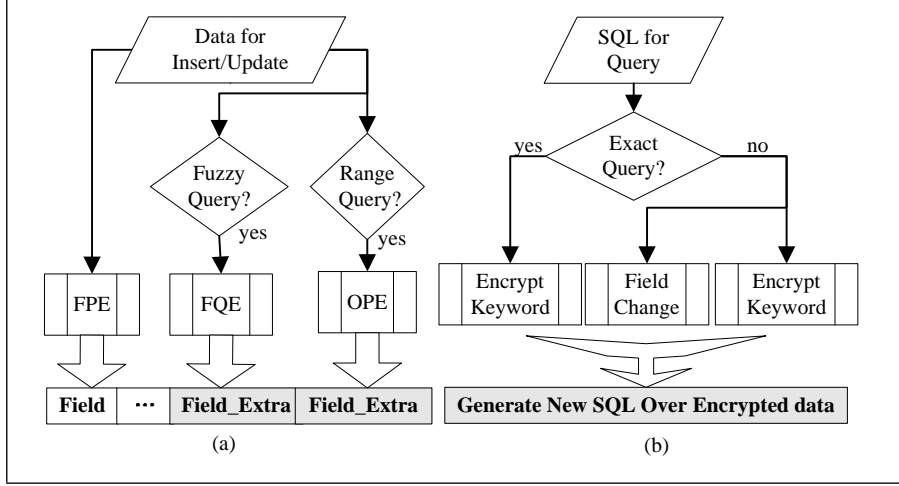 Data for
Insert/Update
Fuzzy
Query?
Range
Query?
yes
yes
FPE
FQE
OPE
Field
...
Field_Extra
Field_Extra
(a)
SQL for
Query
yes
Exact
Query?
no
Encrypt
Keyword
Field
Change
Encrypt
Keyword
Generate New SQL Over Encrypted data
(b)